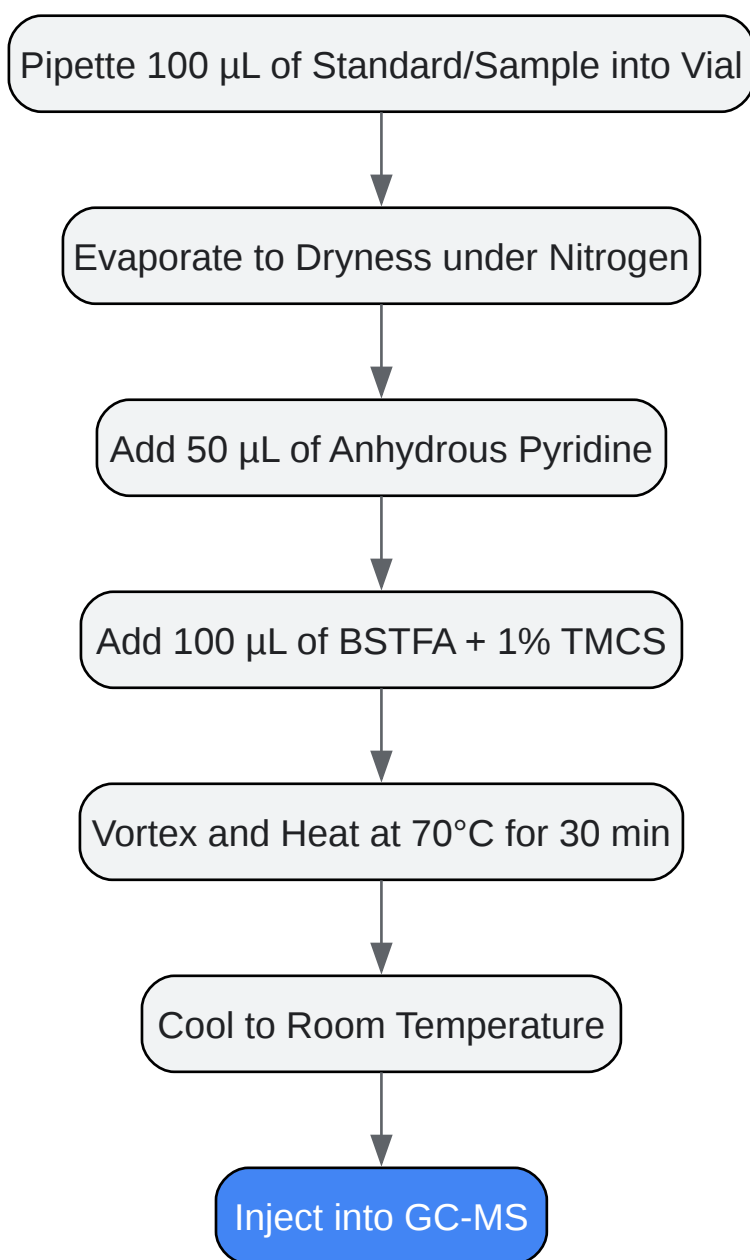 Pipette 100 µL of Standard/Sample into Vial
Evaporate to Dryness under Nitrogen
Add 50 µL of Anhydrous Pyridine
Add 100 µL of BSTFA + 1% TMCS
Vortex and Heat at 70°C for 30 min
Cool to Room Temperature
Inject into GC-MS